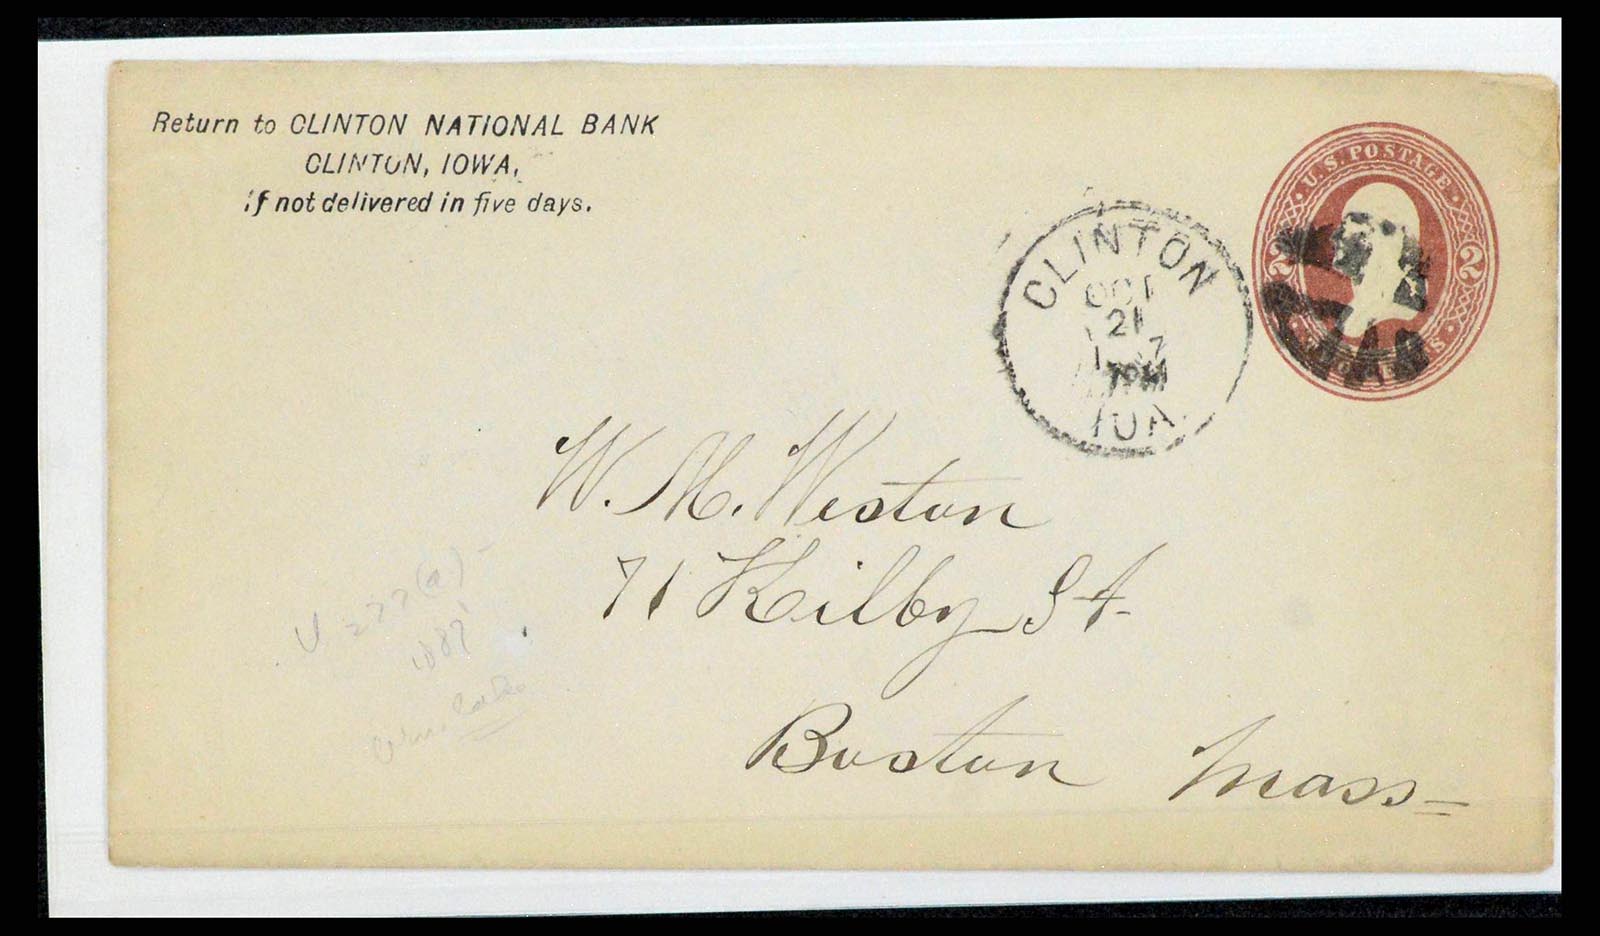 Return to CLINTON NATIONAL BANK
CLINTON, IOWA,
If not delivered in five days.
U.S. POSTAGE
2 2
CLINTON
OCT
21
7PM
IOA
W. M. Weston
71 Kilby St.
Boston Mass
U 277 (a)
1887